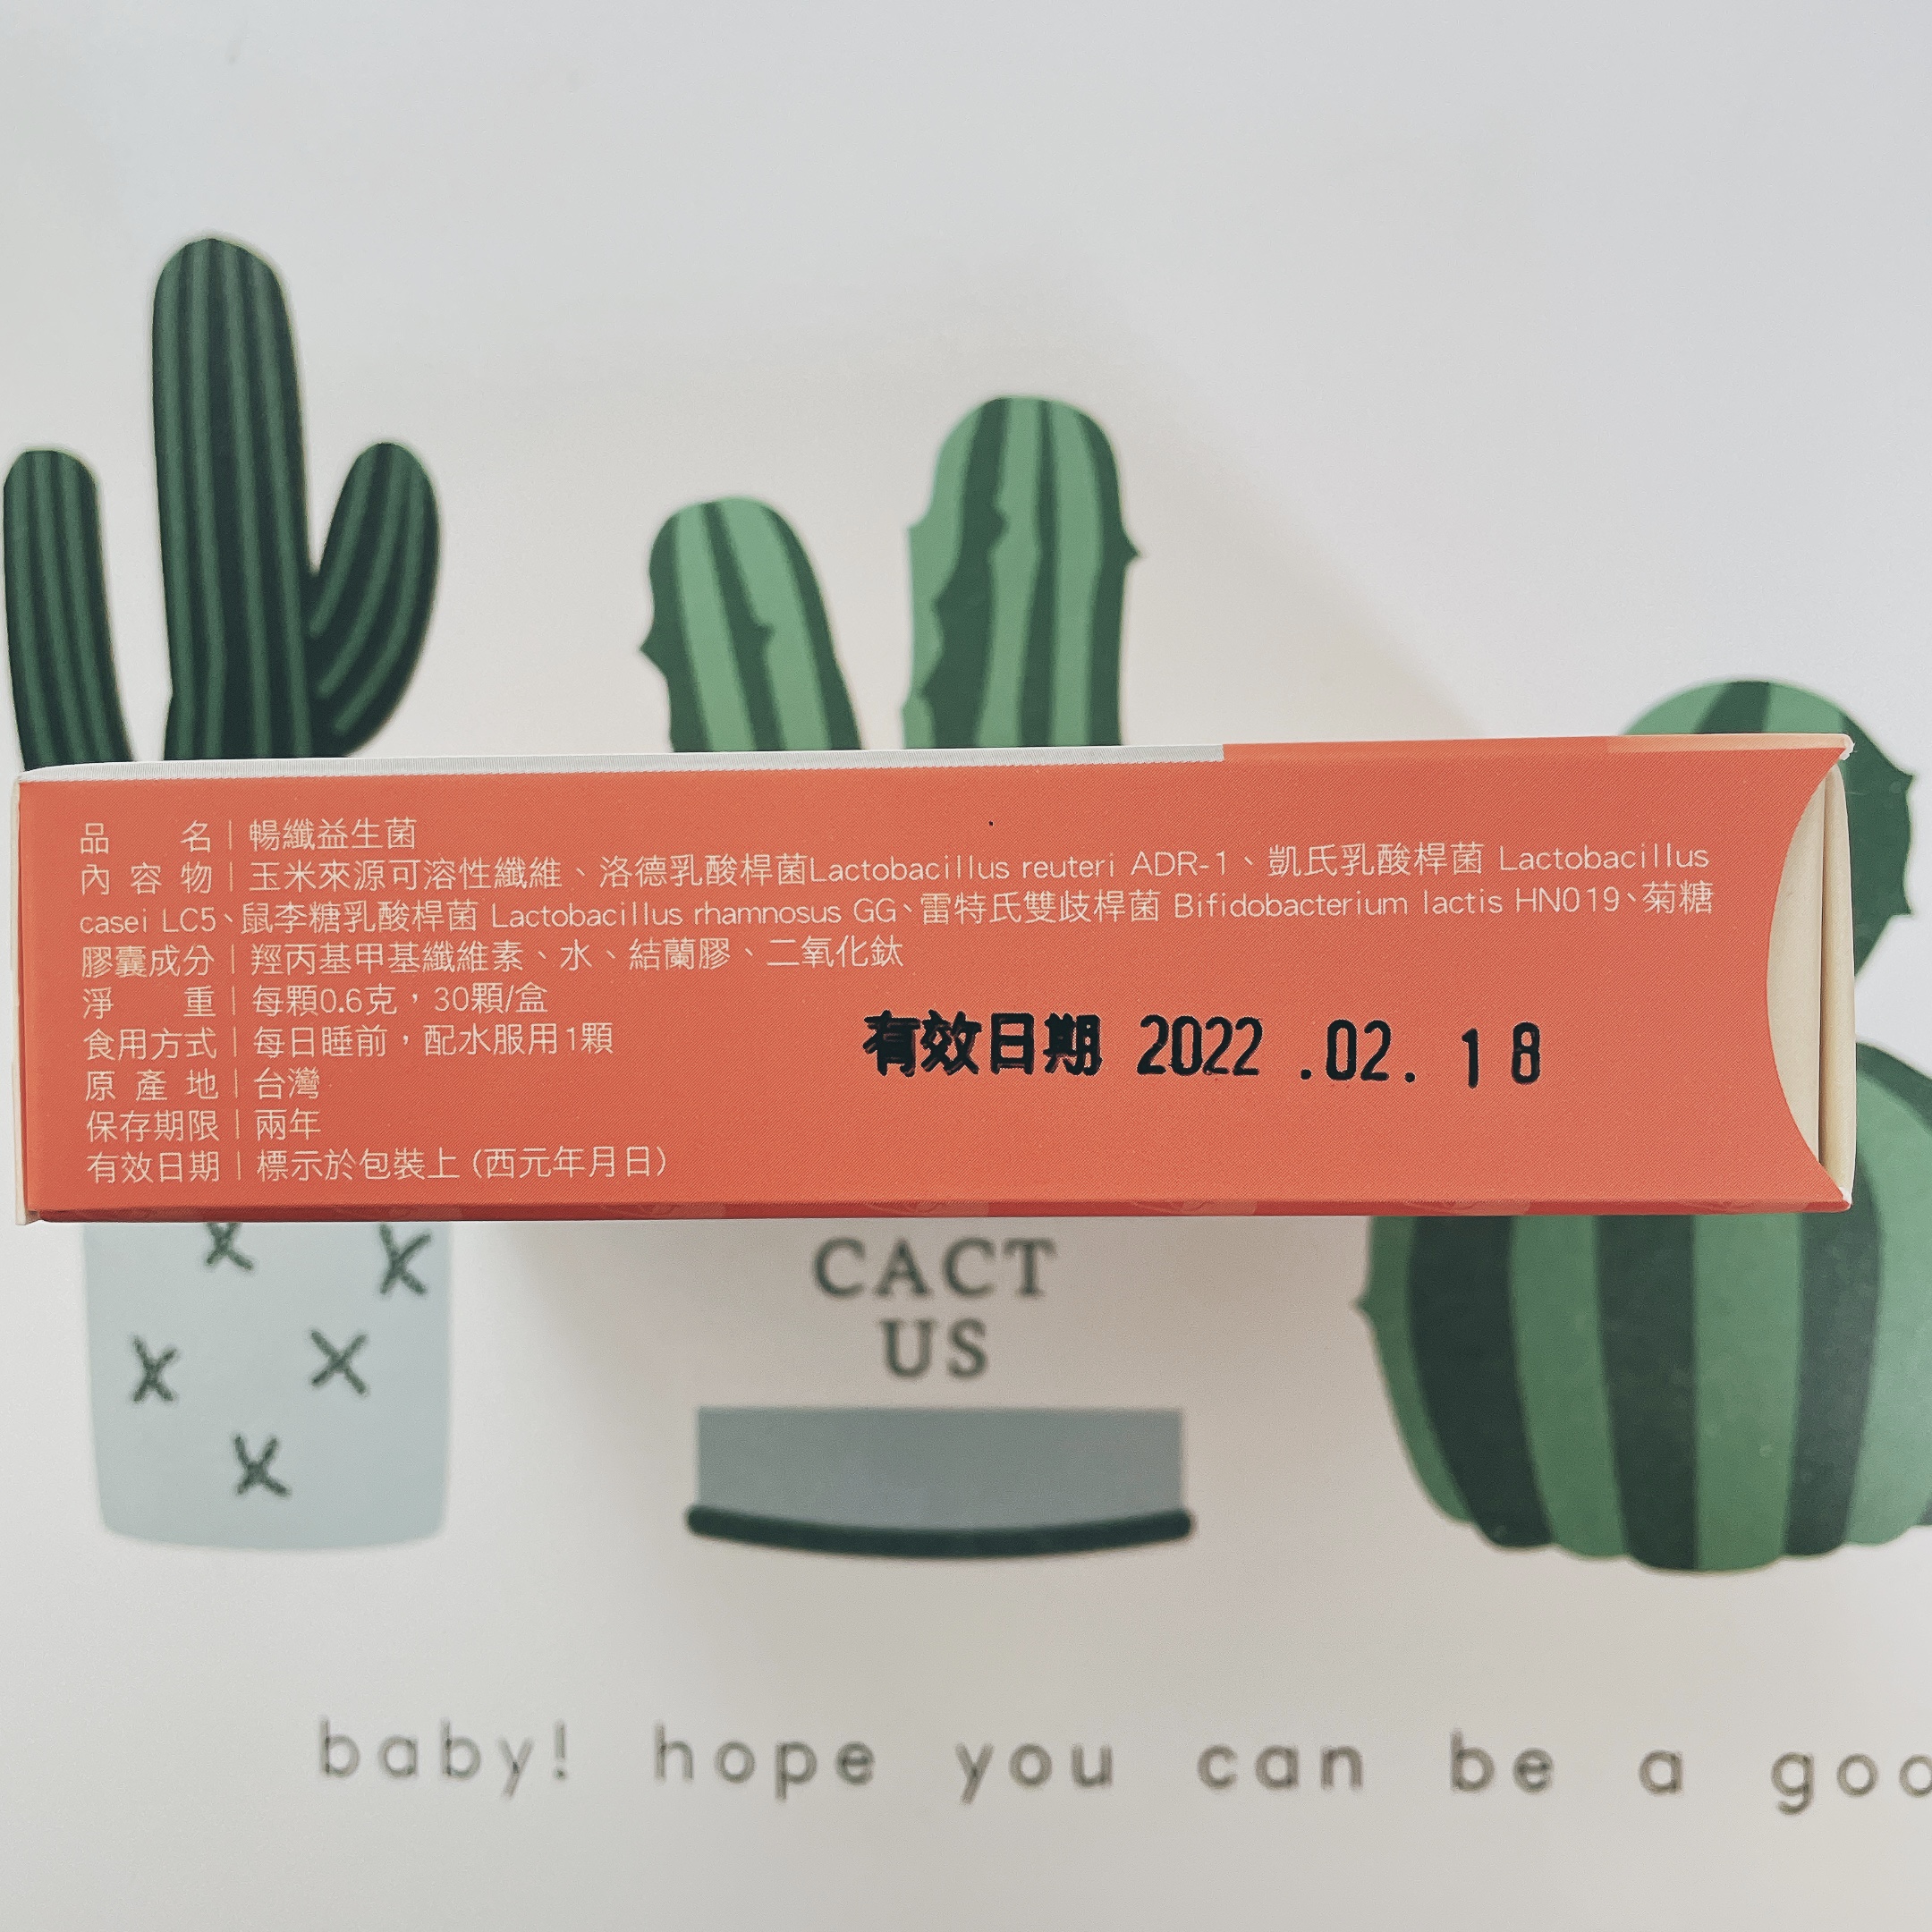 品名｜暢纖益生菌
內容物｜玉米來源可溶性纖維、洛德乳酸桿菌Lactobacillus reuteri ADR-1、凱氏乳酸桿菌 Lactobacillus
casei LC5、鼠李糖乳酸桿菌 Lactobacillus rhamnosus GG、雷特氏雙歧桿菌 Bifidobacterium lactis HN019、菊糖
膠囊成分｜羥丙基甲基纖維素、水、結蘭膠、二氧化鈦
淨重｜每顆0.6克，30顆/盒
食用方式｜每日睡前，配水服用1顆
原產地｜台灣
保存期限｜兩年
有效日期｜標示於包裝上(西元年月日)
有效日期 2022 .02. 18
CACT
US
baby! hope you can be a goo